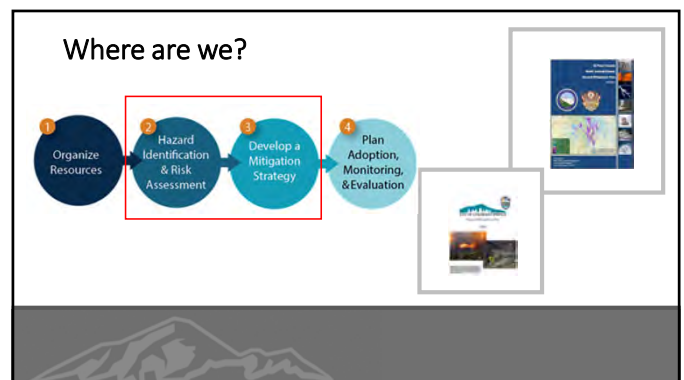 Where are we?
1
Organize
Resources
2
Hazard
Identification
& Risk
Assessment
3
Develop a
Mitigation
Strategy
4
Plan
Adoption,
Monitoring,
&Evaluation